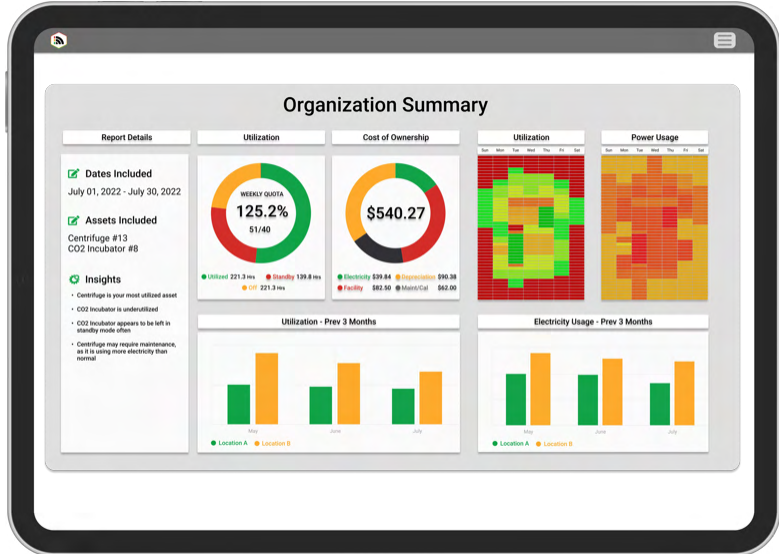 Organization Summary
Report Details
Dates Included
July 01, 2022 - July 30, 2022
Assets Included
Centrifuge #13
CO2 Incubator #8
Insights
• Centrifuge is your most utilized asset
• CO2 Incubator is underutilized
• CO2 Incubator appears to be left in
standby mode often
• Centrifuge may require maintenance,
as it is using more electricity than
normal
Utilization
WEEKLY QUOTA
125.2%
51/40
Utilized 221.3 Hrs Standby 139.8 Hrs
Off 221.3 Hrs
Cost of Ownership
$540.27
Electricity $39.84 Depreciation $90.38
Facility $82.50 Maint/Cal $62.00
Utilization
Sun Mon Tue Wed Thu Fri Sat
Power Usage
Sun Mon Tue Wed Thu Fri Sat
Utilization - Prev 3 Months
May June July
Location A Location B
Electricity Usage - Prev 3 Months
May June July
Location A Location B